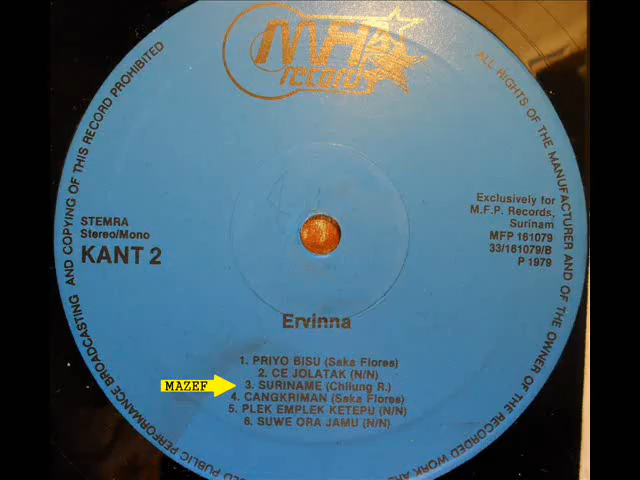 MFP
records
ALL RIGHTS OF THE MANUFACTURER AND OF THE OWNER OF THE RECORDED WORK
PUBLIC PERFORMANCE BROADCASTING AND COPYING OF THIS RECORD PROHIBITED
STEMRA
Stereo/Mono
KANT 2
Exclusively for
M.F.P. Records,
Surinam
MFP 161079
33/161079/B
P 1979
Ervinna
1. PRIYO BISU (Saka Flores)
2. CE JOLATAK (N/N)
MAZEF
3. SURINAME (Chilung R.)
4. CANGKRIMAN (Saka Flores)
5. PLEK EMPLEK KETEPU (N/N)
6. SUWE ORA JAMU (N/N)